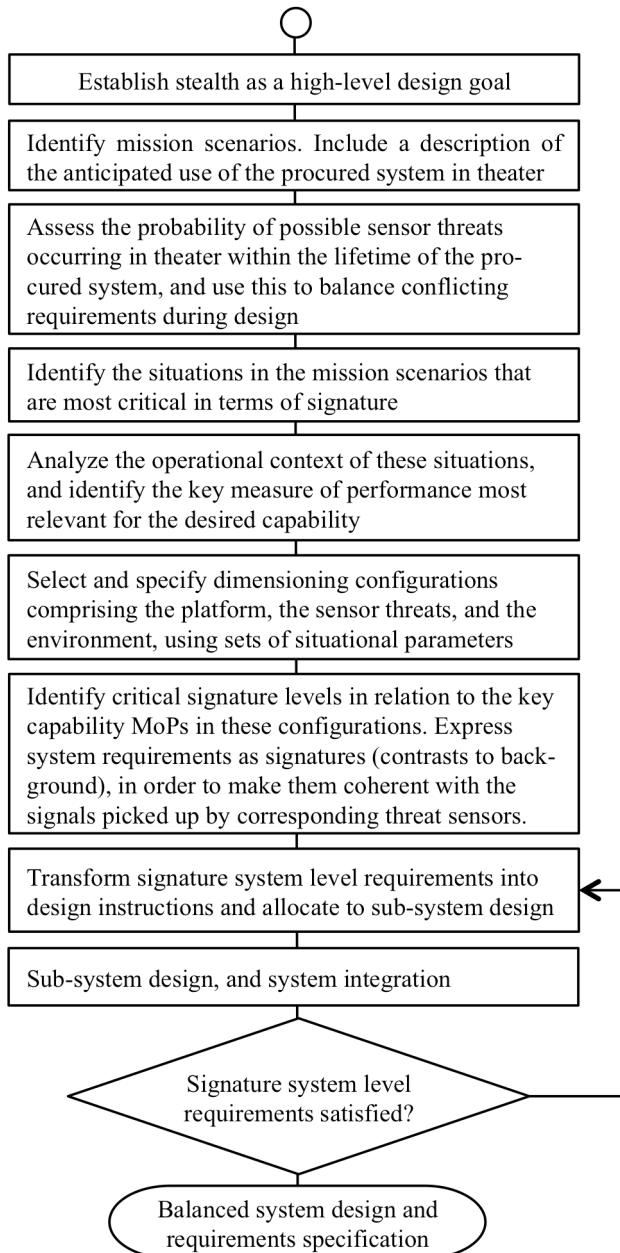 Establish stealth as a high-level design goal
Identify mission scenarios. Include a description of
the anticipated use of the procured system in theater
Assess the probability of possible sensor threats
occurring in theater within the lifetime of the pro-
cured system, and use this to balance conflicting
requirements during design
Identify the situations in the mission scenarios that
are most critical in terms of signature
Analyze the operational context of these situations,
and identify the key measure of performance most
relevant for the desired capability
Select and specify dimensioning configurations
comprising the platform, the sensor threats, and the
environment, using sets of situational parameters
Identify critical signature levels in relation to the key
capability MoPs in these configurations. Express
system requirements as signatures (contrasts to back-
ground), in order to make them coherent with the
signals picked up by corresponding threat sensors.
Transform signature system level requirements into
design instructions and allocate to sub-system design
Sub-system design, and system integration
Signature system level
requirements satisfied?
Balanced system design and
requirements specification